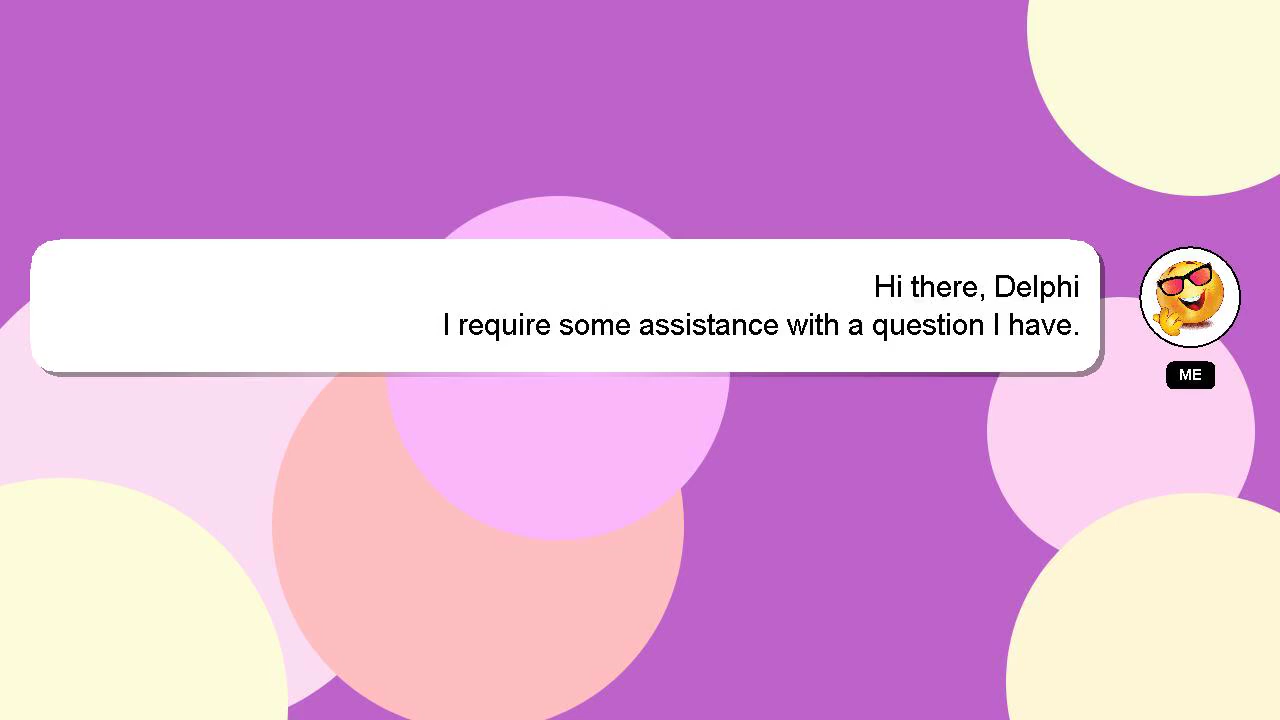 Hi there, Delphi
I require some assistance with a question I have.
ME